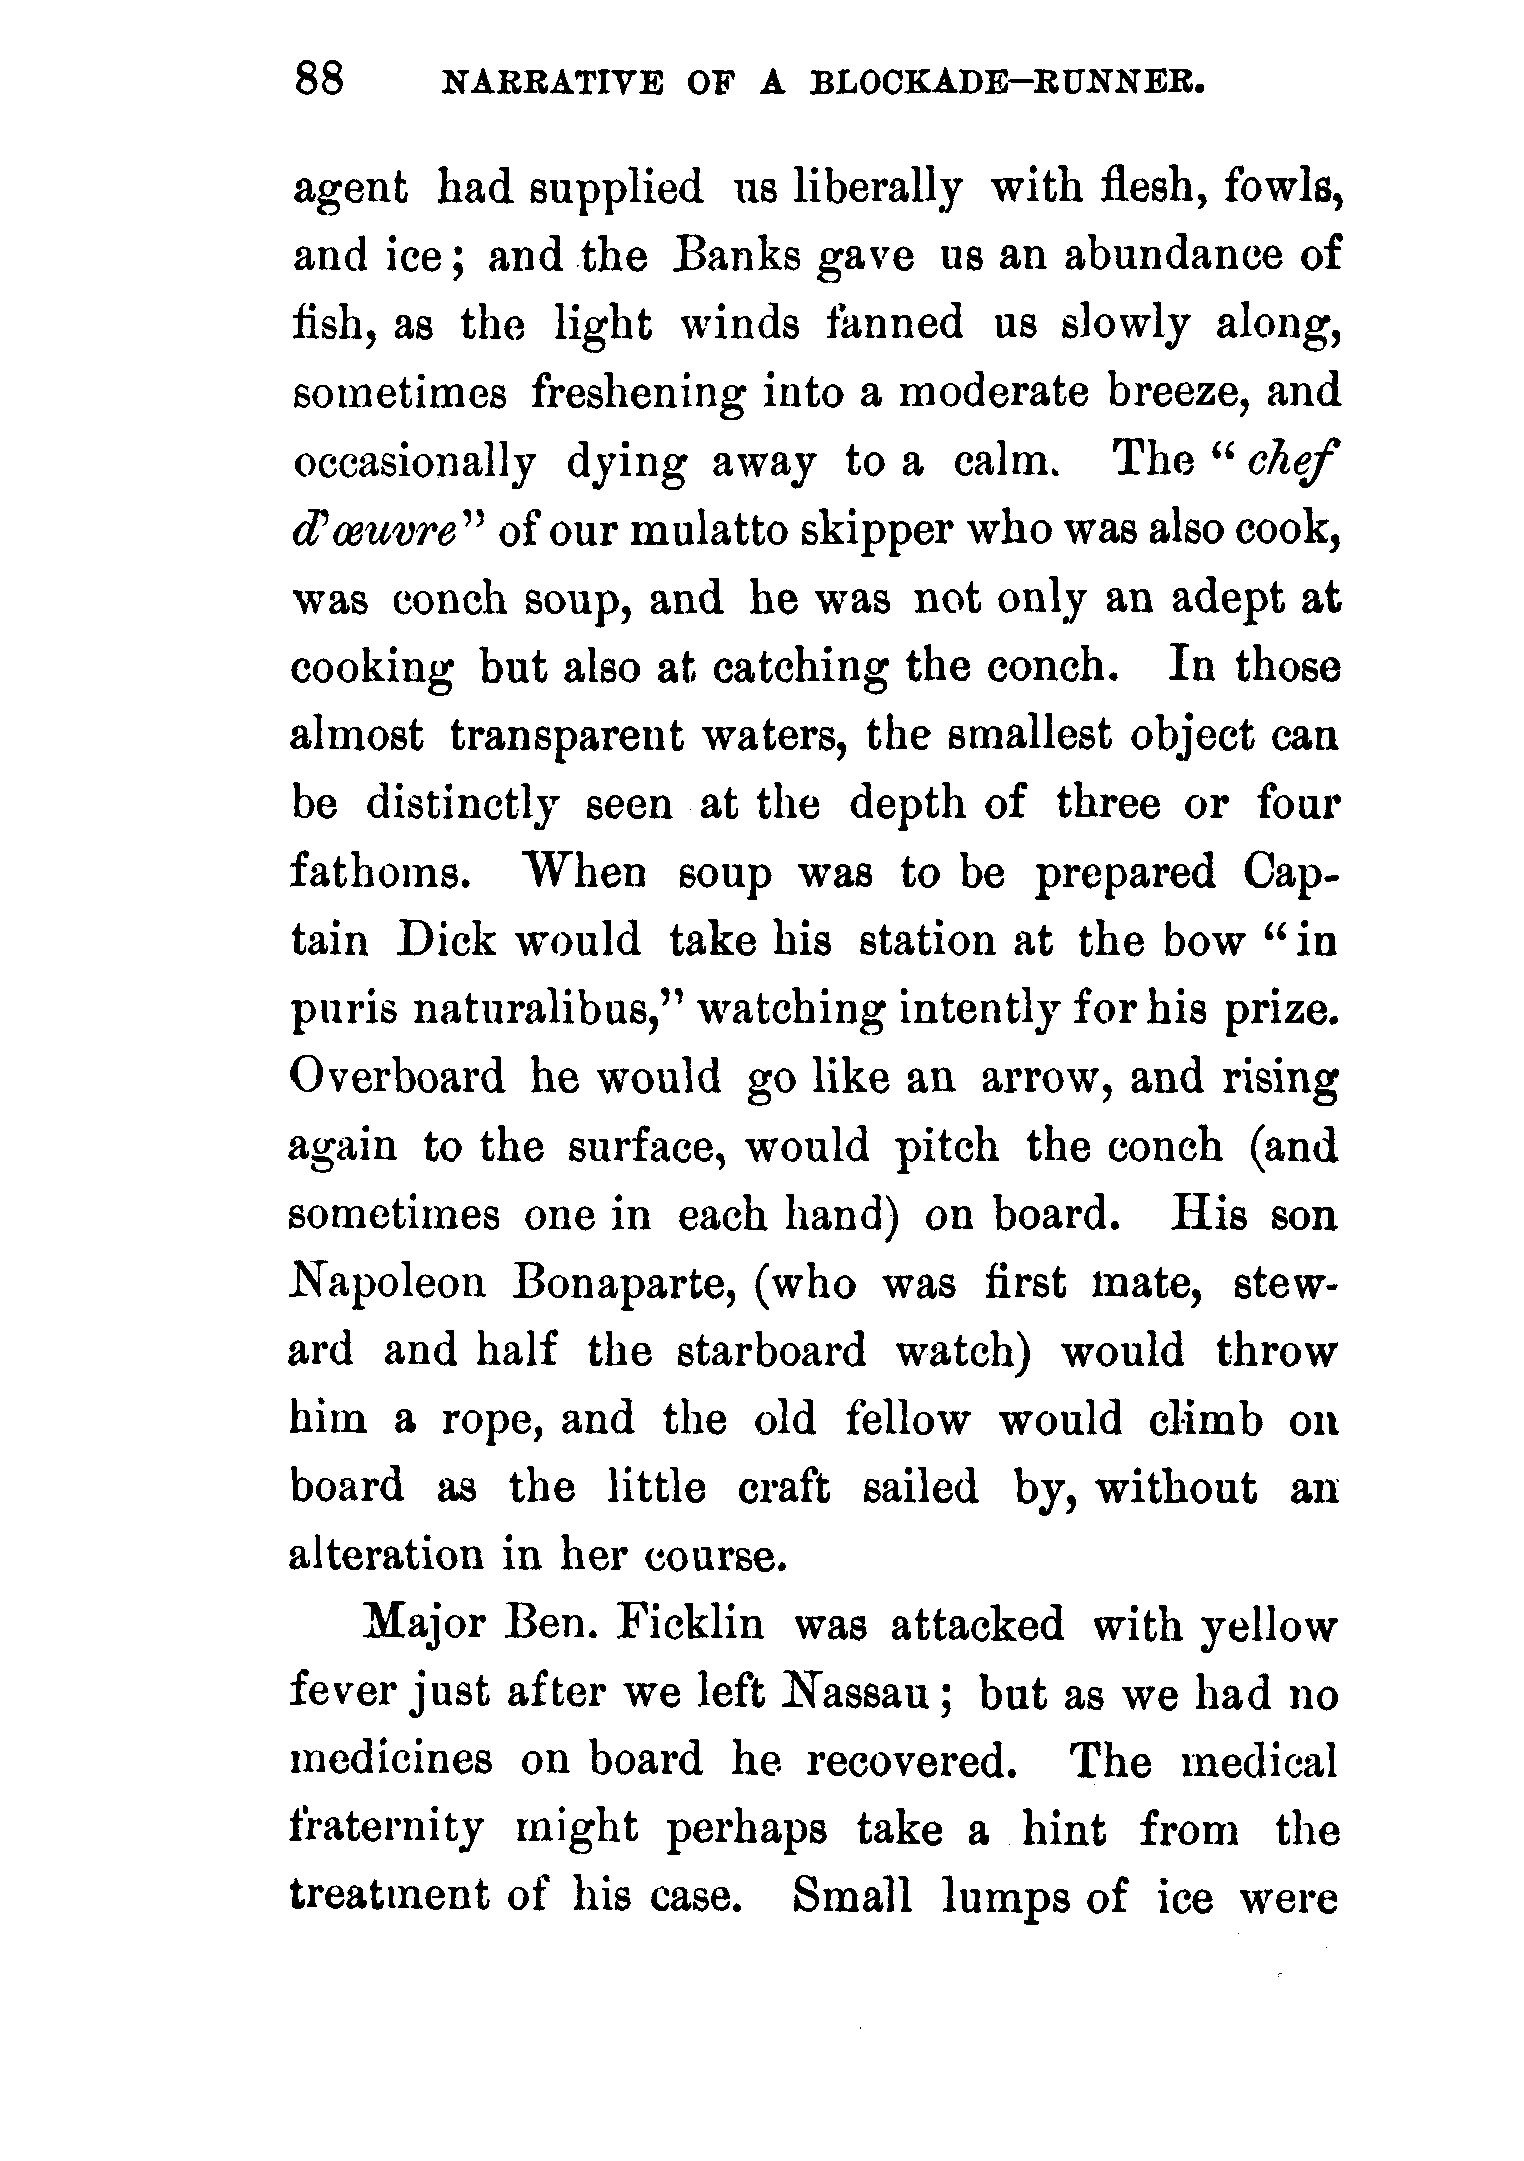 88 NARRATIVE OF A BLOCKADE-RUNNER.
agent had supplied us liberally with flesh, fowls,
and ice; and the Banks gave us an abundance of
fish, as the light winds fanned us slowly along,
sometimes freshening into a moderate breeze, and
occasionally dying away to a calm. The "chef
d'œuvre" of our mulatto skipper who was also cook,
was conch soup, and he was not only an adept at
cooking but also at catching the conch. In those
almost transparent waters, the smallest object can
be distinctly seen at the depth of three or four
fathoms. When soup was to be prepared Cap-
tain Dick would take his station at the bow "in
puris naturalibus," watching intently for his prize.
Overboard he would go like an arrow, and rising
again to the surface, would pitch the conch (and
sometimes one in each hand) on board. His son
Napoleon Bonaparte, (who was first mate, stew-
ard and half the starboard watch) would throw
him a rope, and the old fellow would climb on
board as the little craft sailed by, without an
alteration in her course.
Major Ben. Ficklin was attacked with yellow
fever just after we left Nassau; but as we had no
medicines on board he recovered. The medical
fraternity might perhaps take a hint from the
treatment of his case. Small lumps of ice were